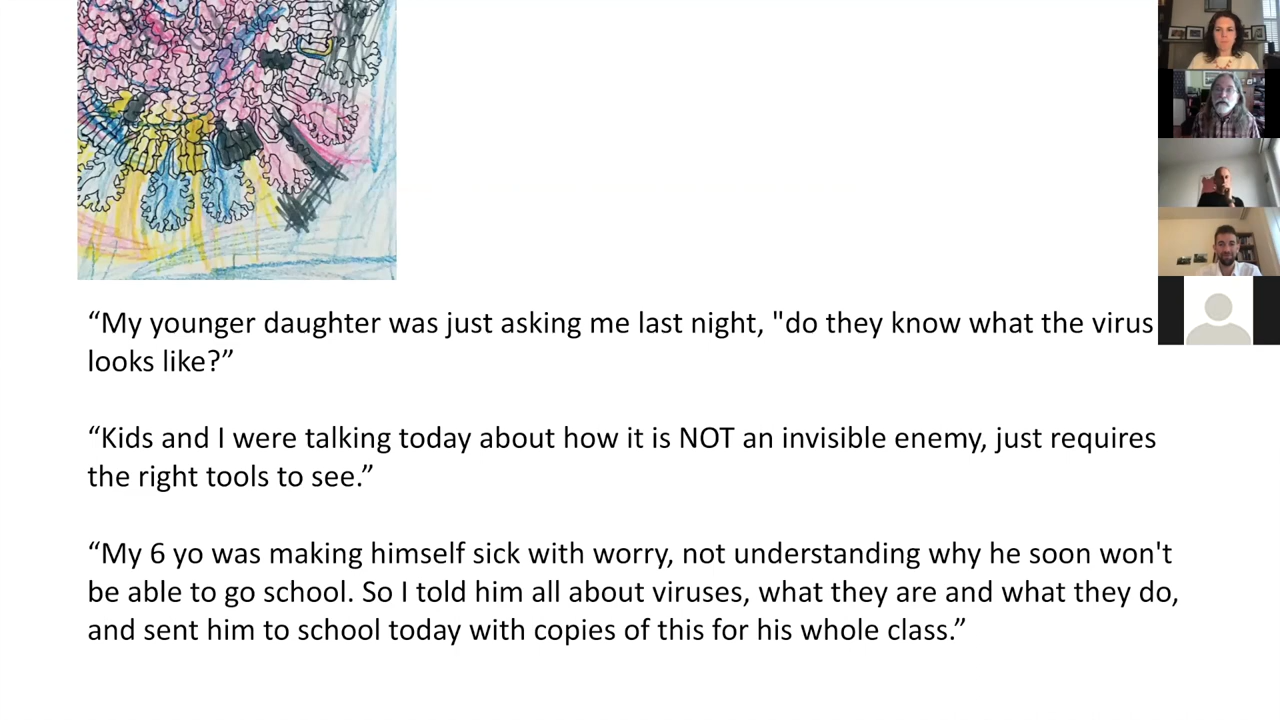 “My younger daughter was just asking me last night, "do they know what the virus
looks like?”
“Kids and I were talking today about how it is NOT an invisible enemy, just requires
the right tools to see.”
“My 6 yo was making himself sick with worry, not understanding why he soon won't
be able to go school. So I told him all about viruses, what they are and what they do,
and sent him to school today with copies of this for his whole class.”